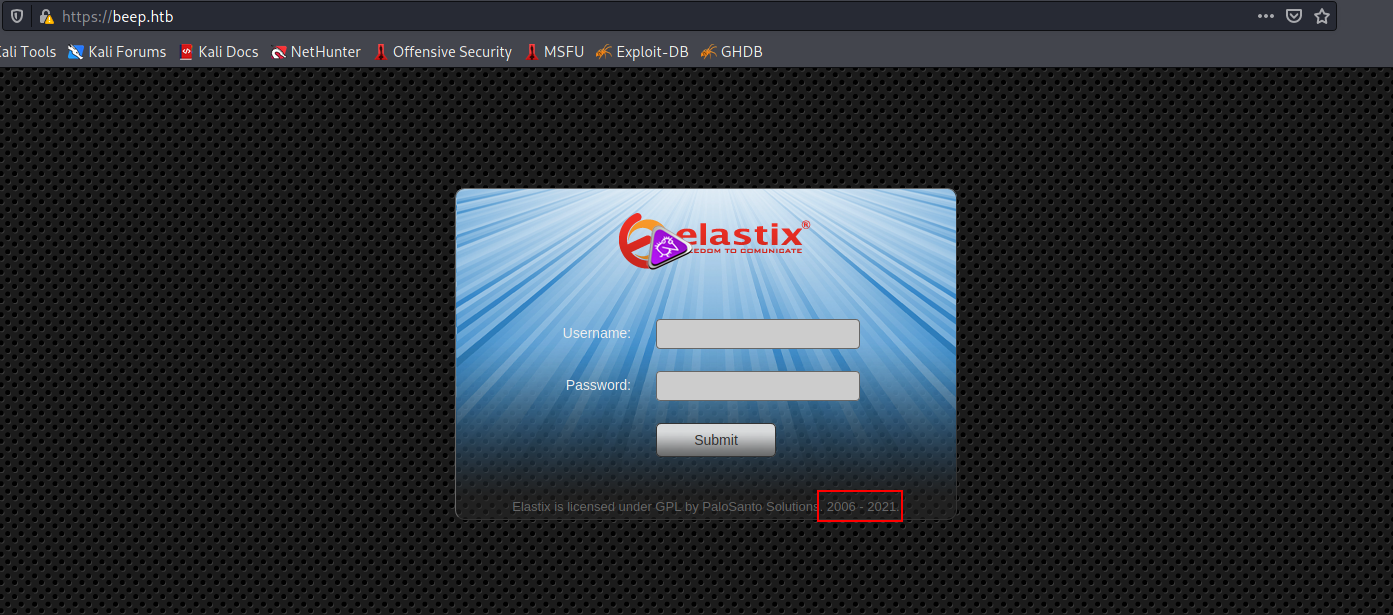 https://beep.htb
ali Tools Kali Forums Kali Docs NetHunter Offensive Security MSFU Exploit-DB GHDB
elastix®
EDOM TO COMUNICATE
Username:
Password:
Submit
Elastix is licensed under GPL by PaloSanto Solutions. 2006 - 2021.